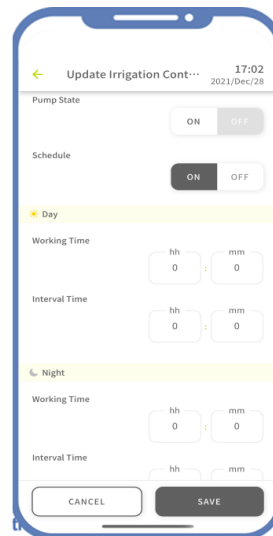 ← Update Irrigation Cont··· 17:02
2021/Dec/28
Pump State
ON OFF
Schedule
ON OFF
Day
Working Time
hh mm
0 : 0
Interval Time
hh mm
0 : 0
Night
Working Time
hh mm
0 : 0
Interval Time
hh mm
CANCEL SAVE